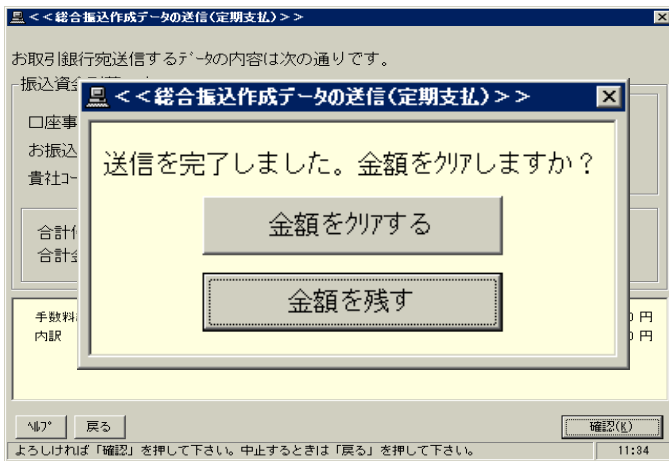 <<総合振込作成データの送信(定期支払)>>
お取引銀行宛送信するデータの内容は次の通りです。
振込資金
<<総合振込作成データの送信(定期支払)>>
口座事
お振込
貴社コー
送信を完了しました。金額をクリアしますか?
金額をクリアする
合計
合計金
金額を残す
手数料
円
内訳
円
ヘルプ
戻る
確認(K)
よろしければ「確認」を押して下さい。中止するときは「戻る」を押して下さい。
11:34